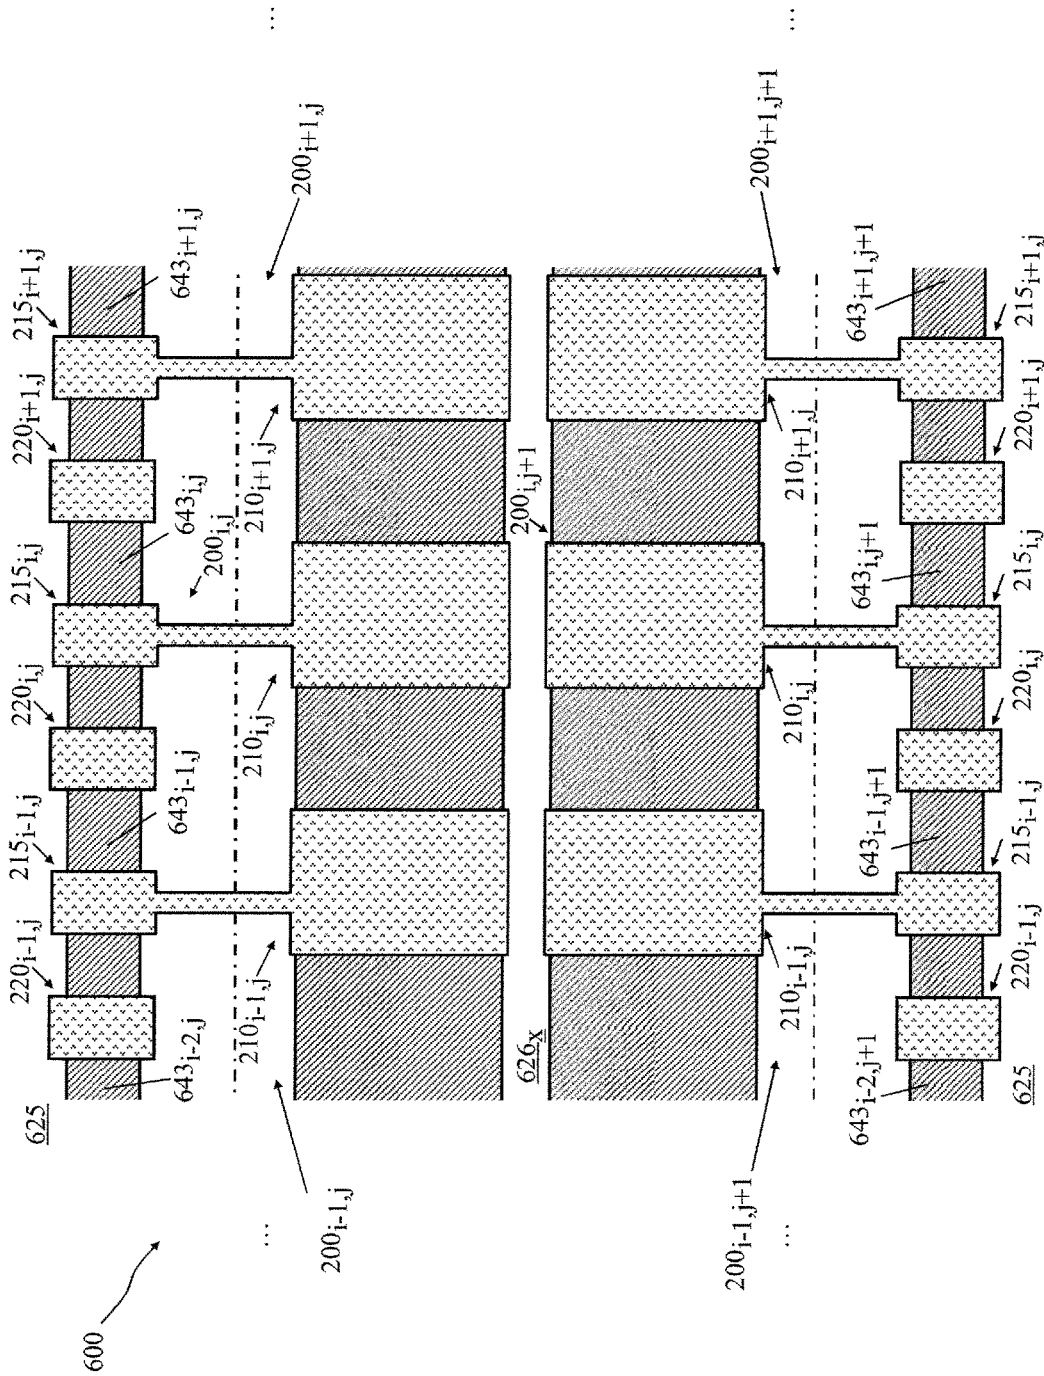 220i-1,j
215i-1,j
220i,j
215i,j
220i+1,j
215i+1,j
625
600
643i-2,j
643i-1,j
643i,j
643i+1,j
200i,j
210i-1,j
210i,j
210i+1,j
...
...
200i+1,j
200i-1,j
626x
200i,j+1
200i-1,j+1
200i+1,j+1
...
...
210i-1,j
210i,j
210i+1,j
643i-2,j+1
643i-1,j+1
643i,j+1
643i+1,j+1
625
220i-1,j
215i-1,j
220i,j
215i,j
220i+1,j
215i+1,j